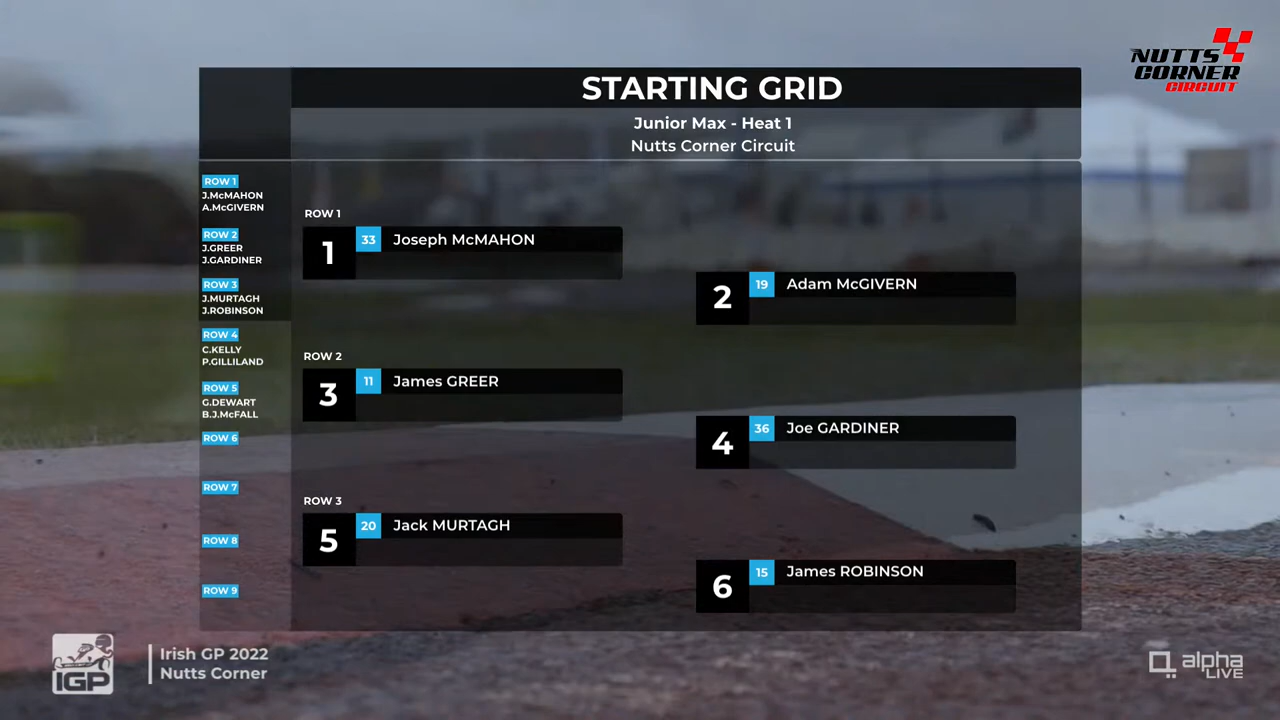 NUTTS
CORNER
CIRCUIT
STARTING GRID
Junior Max - Heat 1
Nutts Corner Circuit
ROW 1
J.McMAHON
A.McGIVERN
ROW 2
J.GREER
J.GARDINER
ROW 3
J.MURTAGH
J.ROBINSON
ROW 4
C.KELLY
P.GILLILAND
ROW 5
G.DEWART
B.J.McFALL
ROW 6
ROW 7
ROW 8
ROW 9
ROW 1
1 33 Joseph McMAHON
2 19 Adam McGIVERN
ROW 2
3 11 James GREER
4 36 Joe GARDINER
ROW 3
5 20 Jack MURTAGH
6 15 James ROBINSON
IGP
Irish GP 2022
Nutts Corner
alpha
LIVE